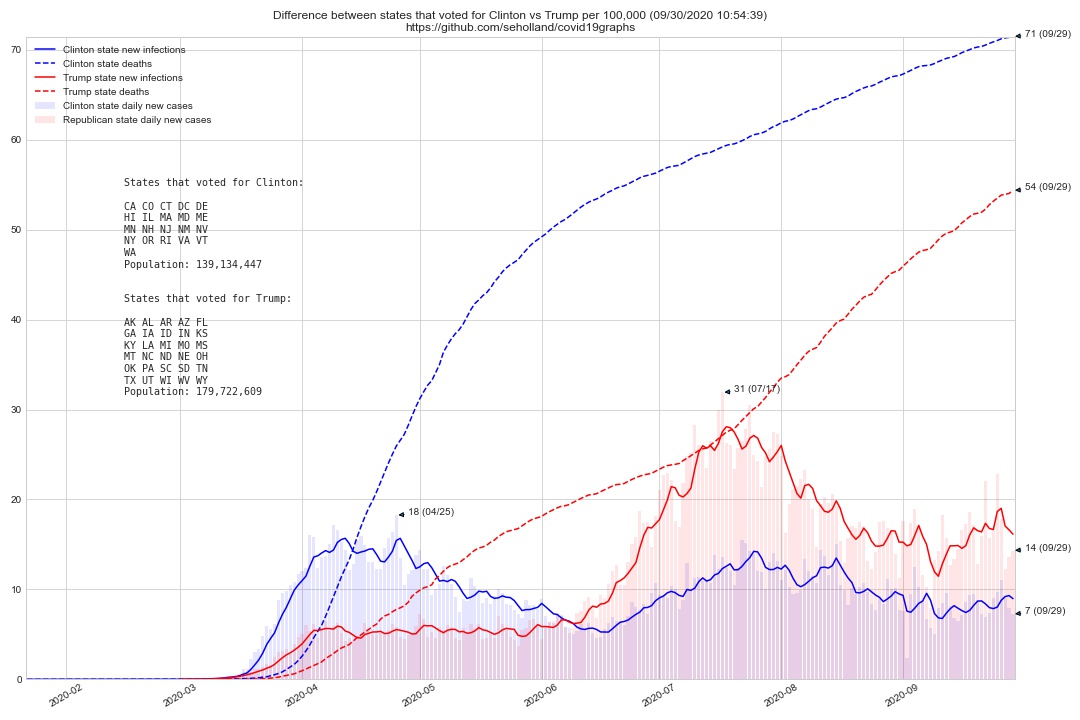 Difference between states that voted for Clinton vs Trump per 100,000 (09/30/2020 10:54:39)
https://github.com/seholland/covid19graphs
Clinton state new infections
Clinton state deaths
Trump state new infections
Trump state deaths
Clinton state daily new cases
Republican state daily new cases
States that voted for Clinton:
CA CO CT DC DE
HI IL MA MD ME
MN NH NJ NM NV
NY OR RI VA VT
WA
Population: 139,134,447
States that voted for Trump:
AK AL AR AZ FL
GA IA ID IN KS
KY LA MI MO MS
MT NC ND NE OH
OK PA SC SD TN
TX UT WI WV WY
Population: 179,722,609
71 (09/29)
54 (09/29)
31 (07/17)
18 (04/25)
14 (09/29)
7 (09/29)
70
60
50
40
30
20
10
0
2020-02
2020-03
2020-04
2020-05
2020-06
2020-07
2020-08
2020-09